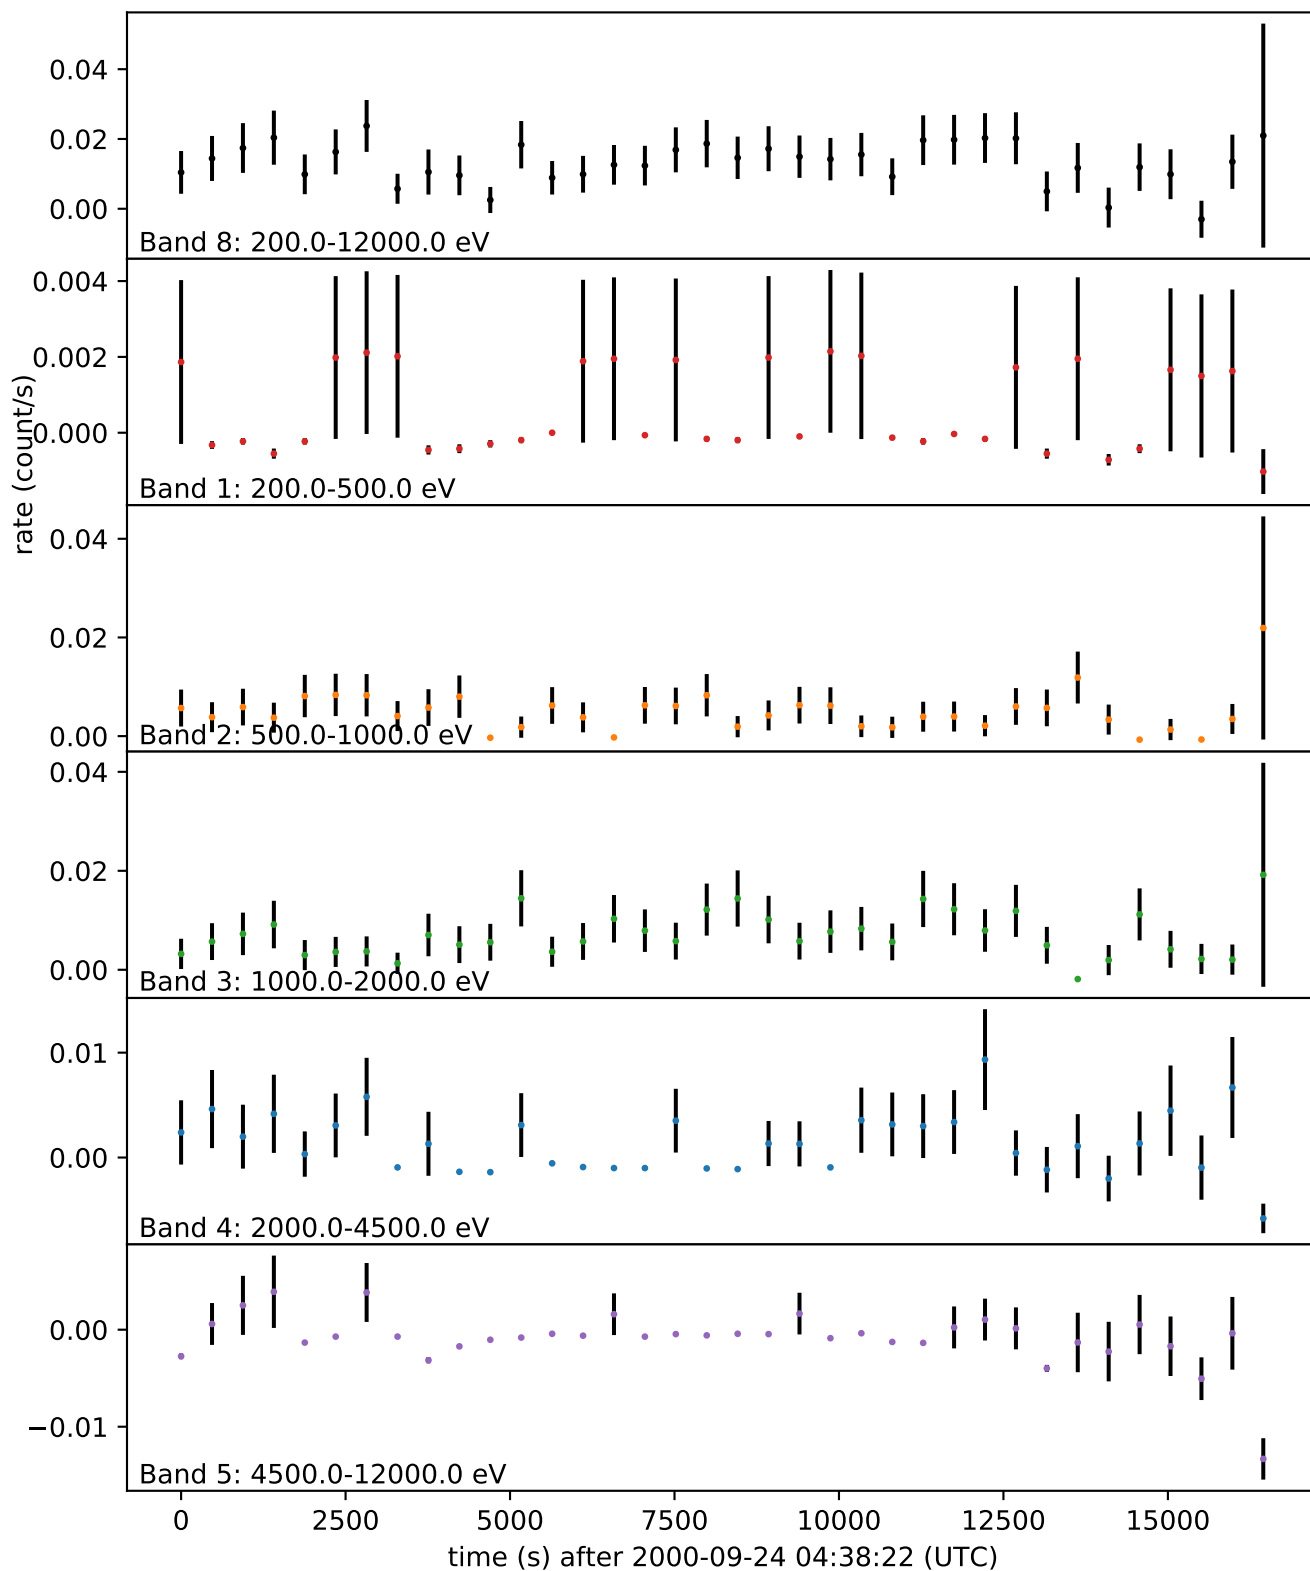 0.04
0.02
0.00
Band 8: 200.0-12000.0 eV
0.004
0.002
0.000
Band 1: 200.0-500.0 eV
rate (count/s)
0.04
0.02
0.00
Band 2: 500.0-1000.0 eV
0.04
0.02
0.00
Band 3: 1000.0-2000.0 eV
0.01
0.00
Band 4: 2000.0-4500.0 eV
0.00
−0.01
Band 5: 4500.0-12000.0 eV
0 2500 5000 7500 10000 12500 15000
time (s) after 2000-09-24 04:38:22 (UTC)